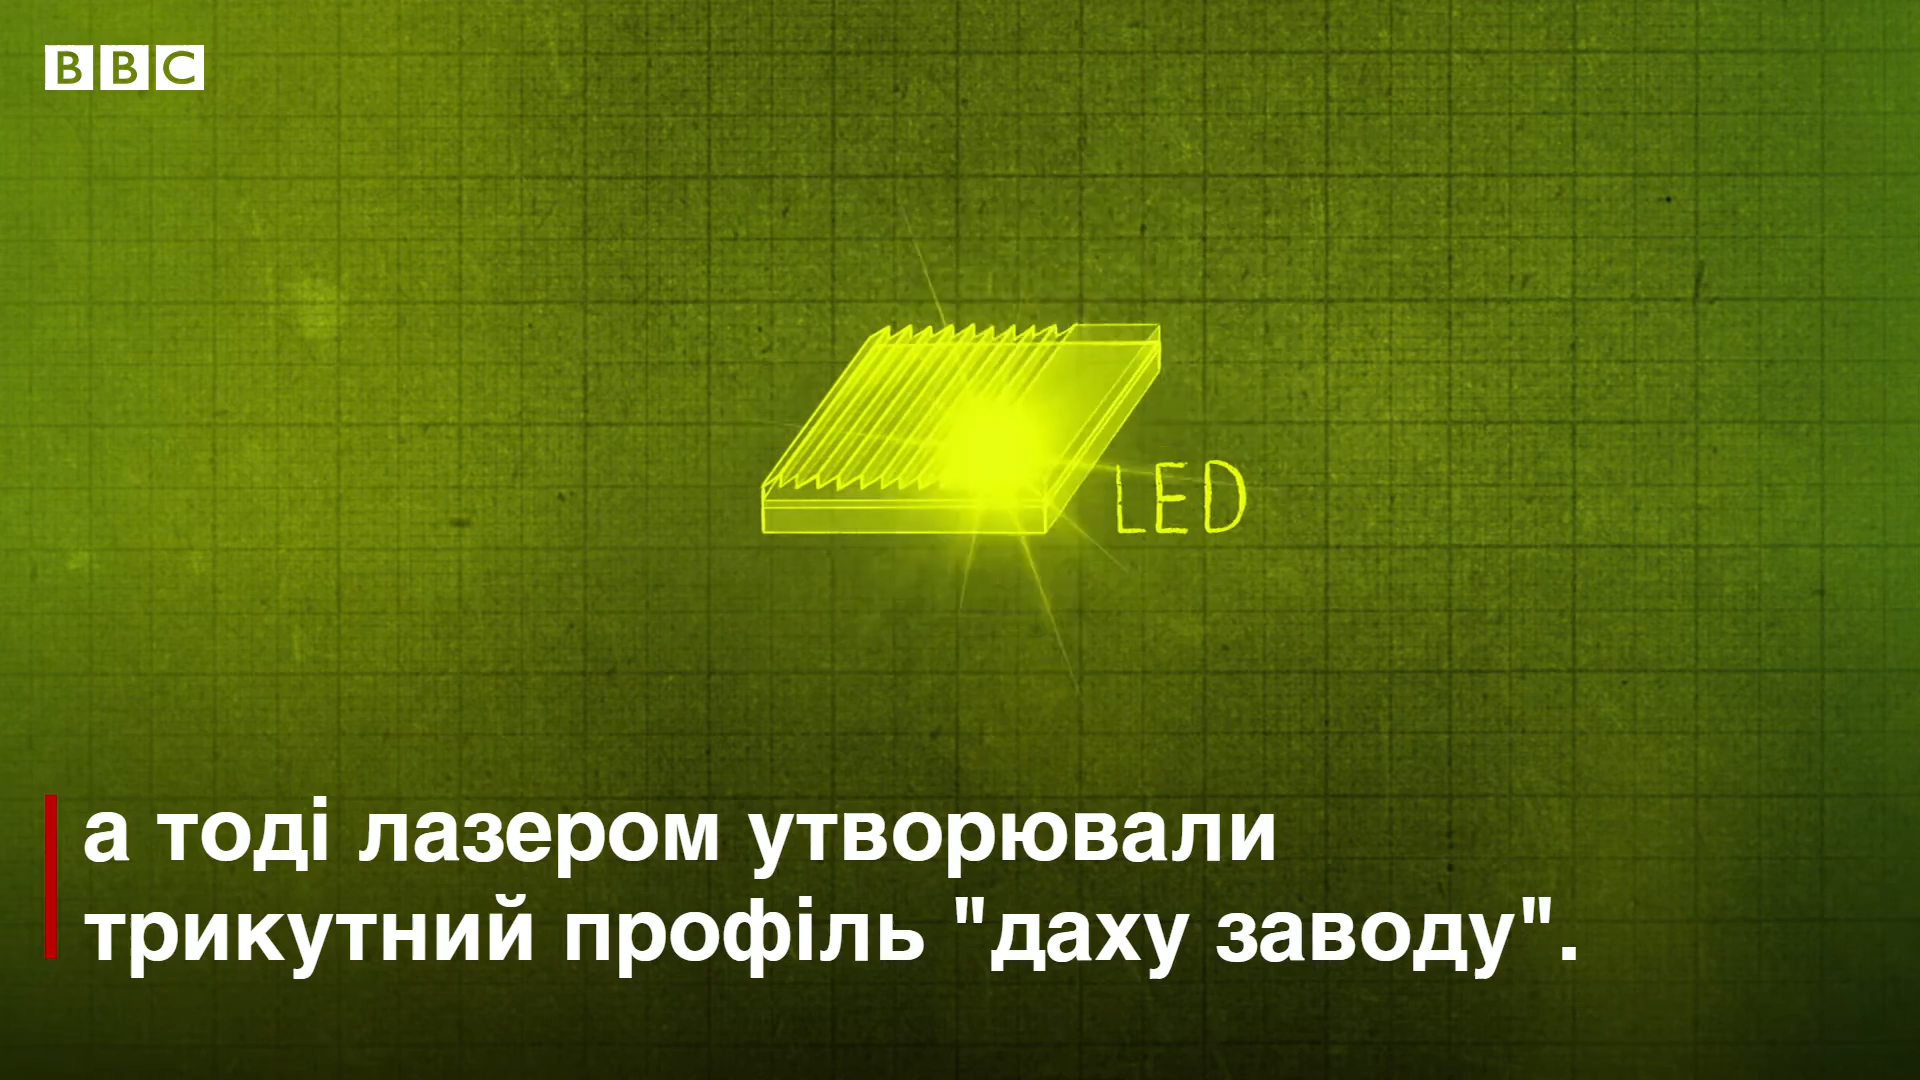 BBC
LED
а тоді лазером утворювали
трикутний профіль "даху заводу".